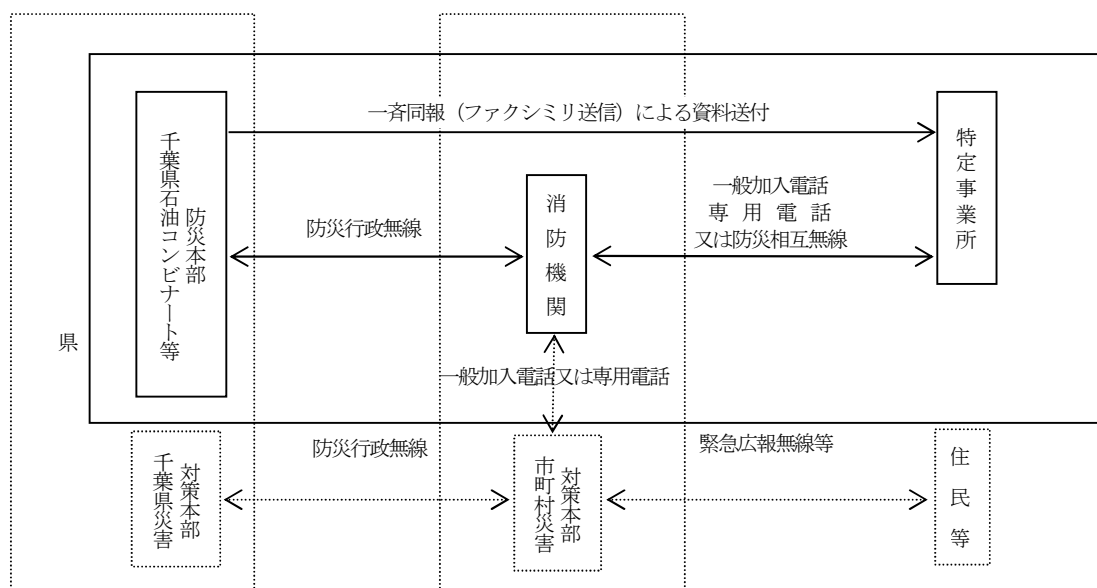 一斉同報（ファクシミリ送信）による資料送付
千葉県石油コンビナート等
防災本部
防災行政無線
消防機関
一般加入電話
専用電話
又は防災相互無線
特定事業所
県
一般加入電話又は専用電話
千葉県災害
対策本部
防災行政無線
市町村災害
対策本部
緊急広報無線等
住民等